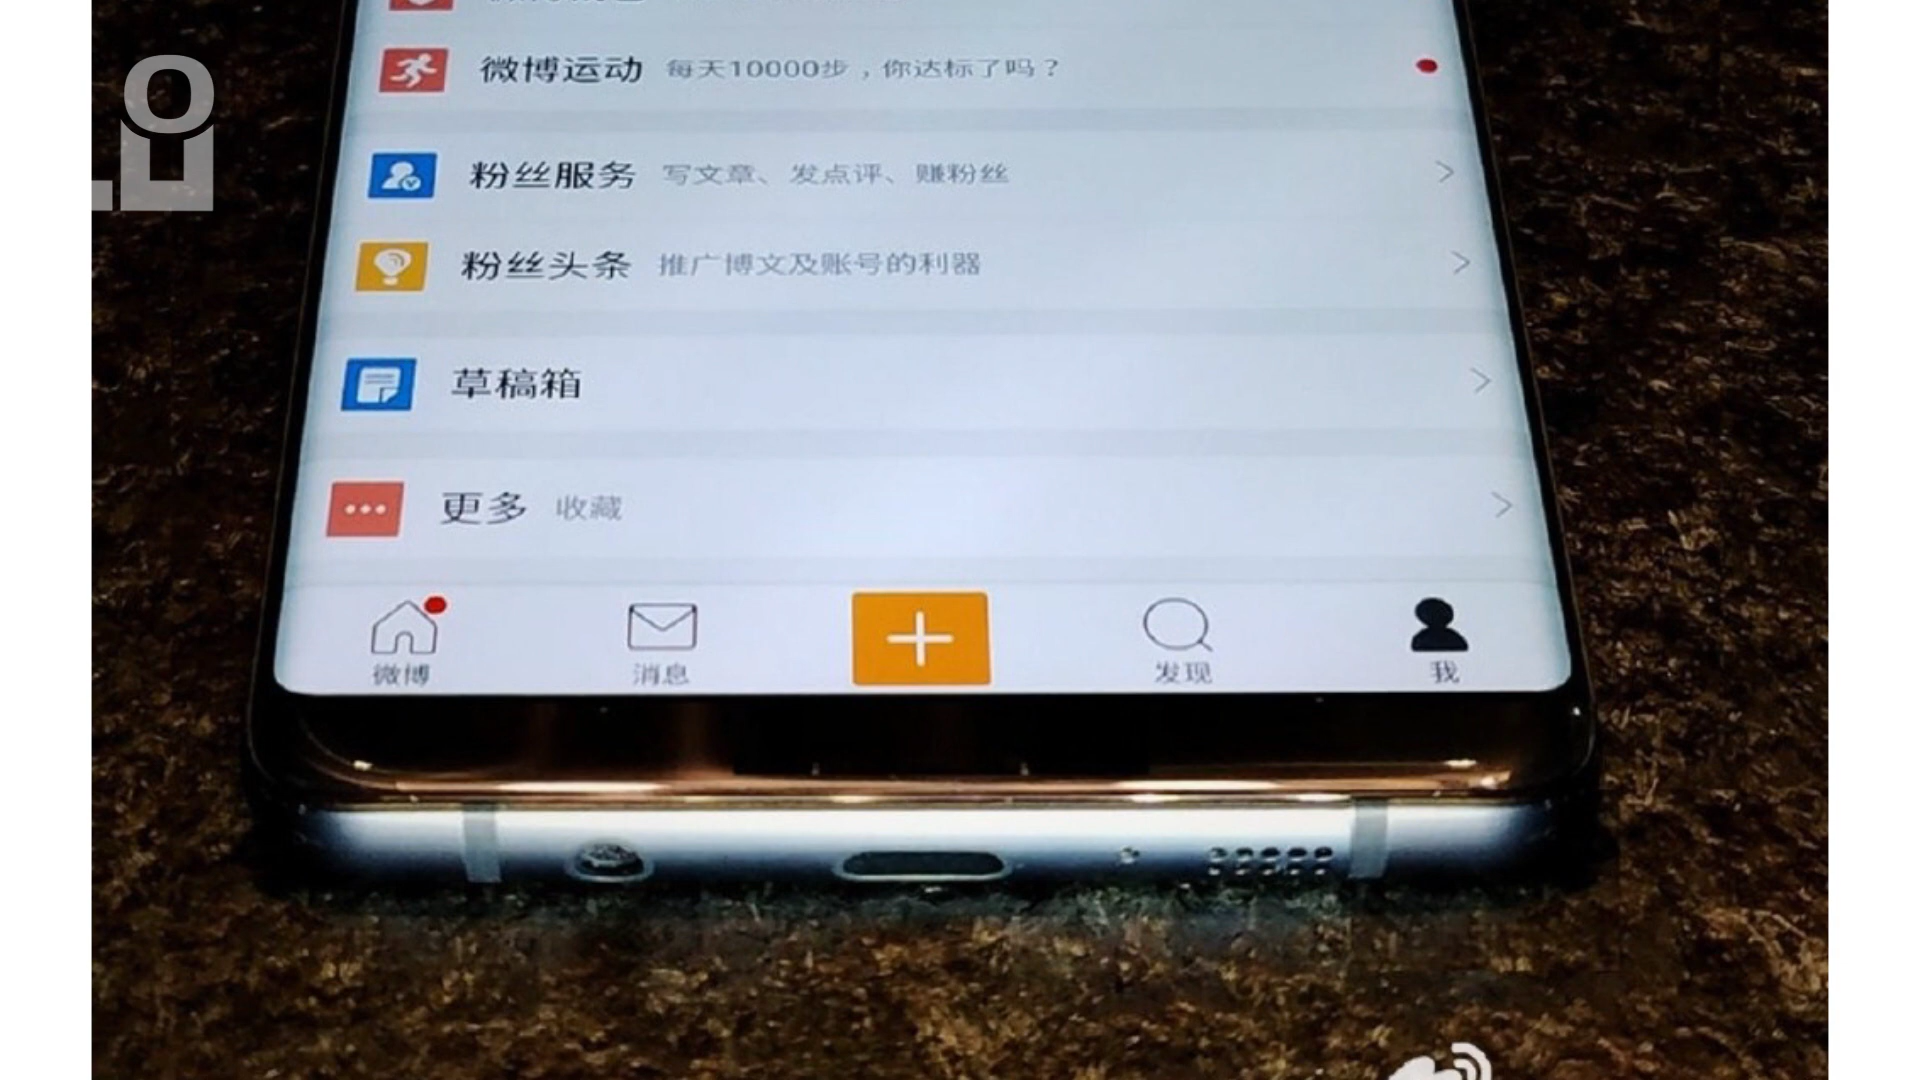 微博运动 每天10000步，你达标了吗？
粉丝服务 写文章、发点评、赚粉丝
粉丝头条 推广博文及账号的利器
草稿箱
更多 收藏
微博 消息 发现 我